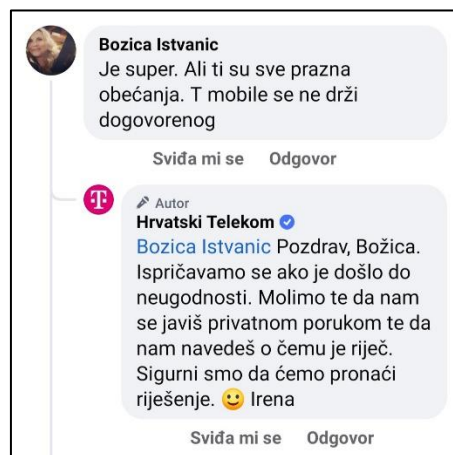 Bozica Istvanic
Je super. Ali ti su sve prazna
obećanja. T mobile se ne drži
dogovorenog
Sviđa mi se Odgovor
Autor
Hrvatski Telekom
Bozica Istvanic Pozdrav, Božica.
Ispričavamo se ako je došlo do
neugodnosti. Molimo te da nam
se javiš privatnom porukom te da
nam navedeš o čemu je riječ.
Sigurni smo da ćemo pronaći
riješenje. 🙂 Irena
Sviđa mi se Odgovor